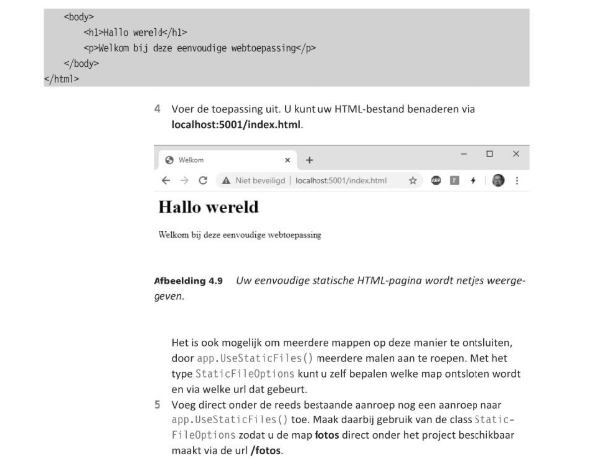 <body>
<h1>Hallo wereld</h1>
<p>Welkom bij deze eenvoudige webtoepassing</p>
</body>
</html>
4 Voer de toepassing uit. U kunt uw HTML-bestand benaderen via
localhost:5001/index.html.
Welkom × +
Niet beveiligd | localhost:5001/index.html
Hallo wereld
Welkom bij deze eenvoudige webtoepassing
Afbeelding 4.9 Uw eenvoudige statische HTML-pagina wordt netjes weerge-
geven.
Het is ook mogelijk om meerdere mappen op deze manier te ontsluiten,
door app.UseStaticFiles() meerdere malen aan te roepen. Met het
type StaticFileOptions kunt u zelf bepalen welke map ontsloten wordt
en via welke url dat gebeurt.
5 Voeg direct onder de reeds bestaande aanroep nog een aanroep naar
app.UseStaticFiles() toe. Maak daarbij gebruik van de class Static-
FileOptions zodat u de map fotos direct onder het project beschikbaar
maakt via de url /fotos.